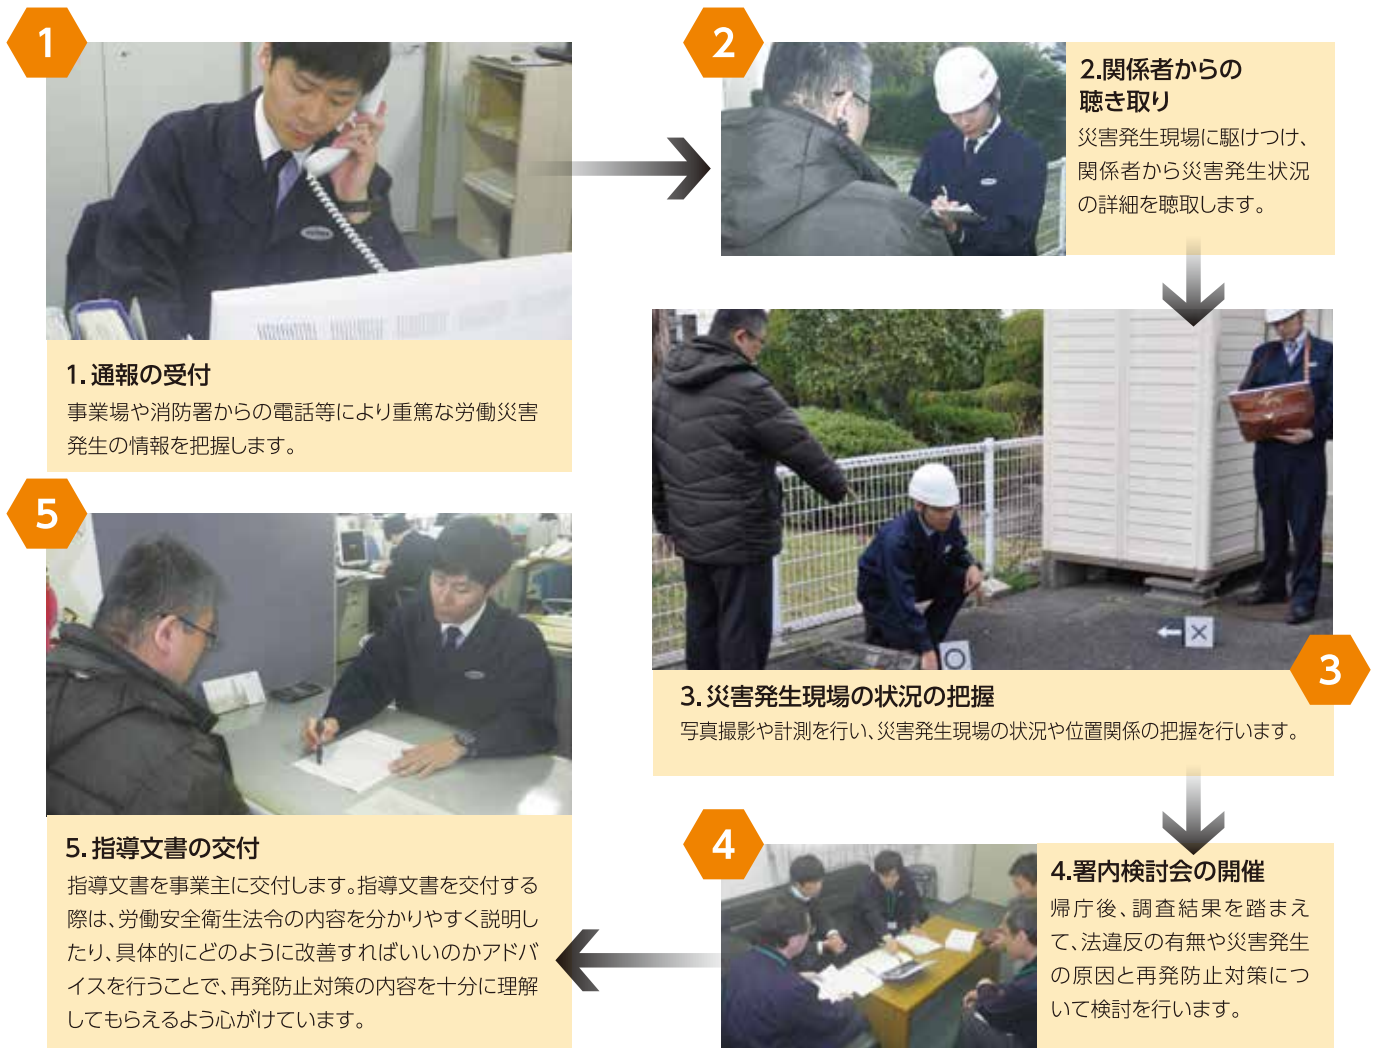 1
1.通報の受付
事業場や消防署からの電話等により重篤な労働災害
発生の情報を把握します。
2
2.関係者からの
聴き取り
災害発生現場に駆けつけ、
関係者から災害発生状況
の詳細を聴取します。
3
3.災害発生現場の状況の把握
写真撮影や計測を行い、災害発生現場の状況や位置関係の把握を行います。
4
4.署内検討会の開催
帰庁後、調査結果を踏まえ
て、法違反の有無や災害発生
の原因と再発防止対策につ
いて検討を行います。
5
5.指導文書の交付
指導文書を事業主に交付します。指導文書を交付する
際は、労働安全衛生法令の内容を分かりやすく説明し
たり、具体的にどのように改善すればいいのかアドバ
イスを行うことで、再発防止対策の内容を十分に理解
してもらえるよう心がけています。